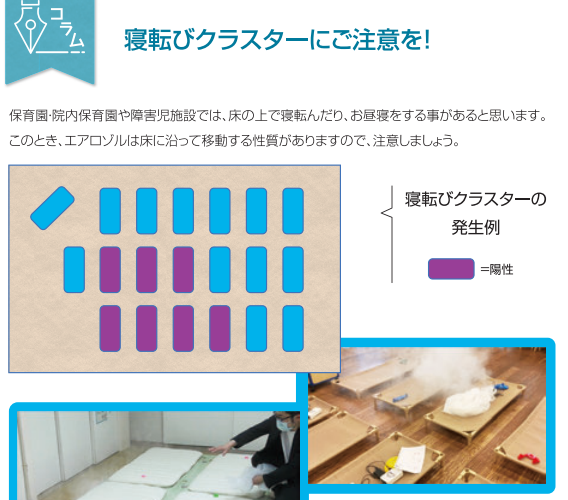 コラム
寝転びクラスターにご注意を!
保育園・院内保育園や障害児施設では、床の上で寝転んだり、お昼寝をする事があると思います。
このとき、エアロゾルは床に沿って移動する性質がありますので、注意しましょう。
寝転びクラスターの
発生例
=陽性